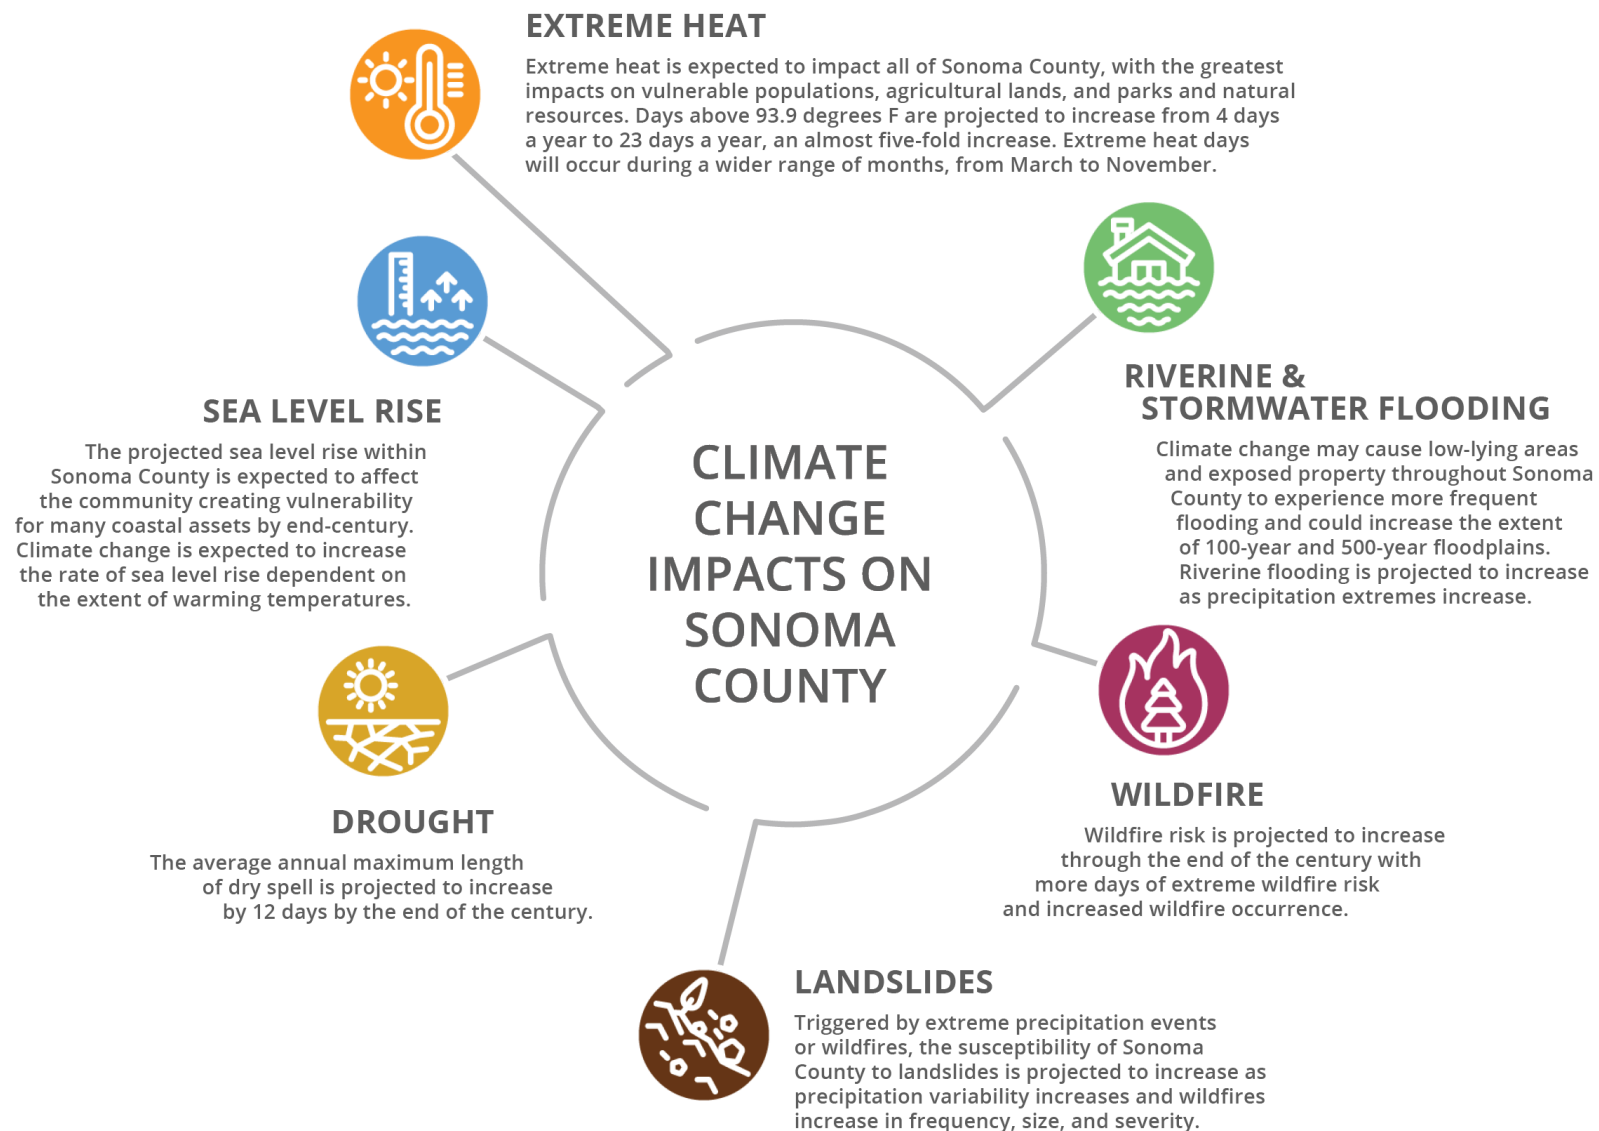 EXTREME HEAT
Extreme heat is expected to impact all of Sonoma County, with the greatest
impacts on vulnerable populations, agricultural lands, and parks and natural
resources. Days above 93.9 degrees F are projected to increase from 4 days
a year to 23 days a year, an almost five-fold increase. Extreme heat days
will occur during a wider range of months, from March to November.
SEA LEVEL RISE
The projected sea level rise within
Sonoma County is expected to affect
the community creating vulnerability
for many coastal assets by end-century.
Climate change is expected to increase
the rate of sea level rise dependent on
the extent of warming temperatures.
CLIMATE
CHANGE
IMPACTS ON
SONOMA
COUNTY
RIVERINE &
STORMWATER FLOODING
Climate change may cause low-lying areas
and exposed property throughout Sonoma
County to experience more frequent
flooding and could increase the extent
of 100-year and 500-year floodplains.
Riverine flooding is projected to increase
as precipitation extremes increase.
DROUGHT
The average annual maximum length
of dry spell is projected to increase
by 12 days by the end of the century.
WILDFIRE
Wildfire risk is projected to increase
through the end of the century with
more days of extreme wildfire risk
and increased wildfire occurrence.
LANDSLIDES
Triggered by extreme precipitation events
or wildfires, the susceptibility of Sonoma
County to landslides is projected to increase as
precipitation variability increases and wildfires
increase in frequency, size, and severity.